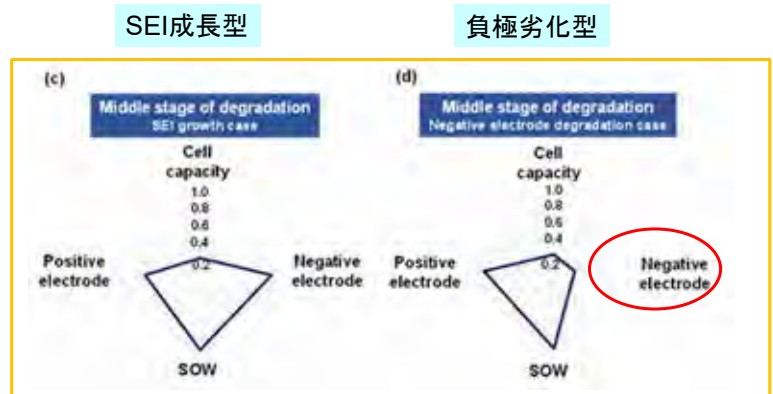 SEI成長型
負極劣化型
(c)
Middle stage of degradation
SEI growth case
Cell
capacity
1.0
0.8
0.6
0.4
0.2
Positive
electrode
Negative
electrode
SOW
(d)
Middle stage of degradation
Negative electrode degradation case
Cell
capacity
1.0
0.8
0.6
0.4
0.2
Positive
electrode
Negative
electrode
SOW